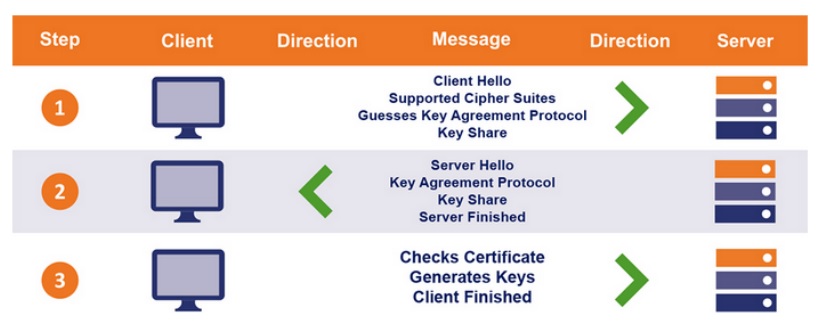 Step Client Direction Message Direction Server
1
Client Hello
Supported Cipher Suites
Guesses Key Agreement Protocol
Key Share
2
Server Hello
Key Agreement Protocol
Key Share
Server Finished
3
Checks Certificate
Generates Keys
Client Finished